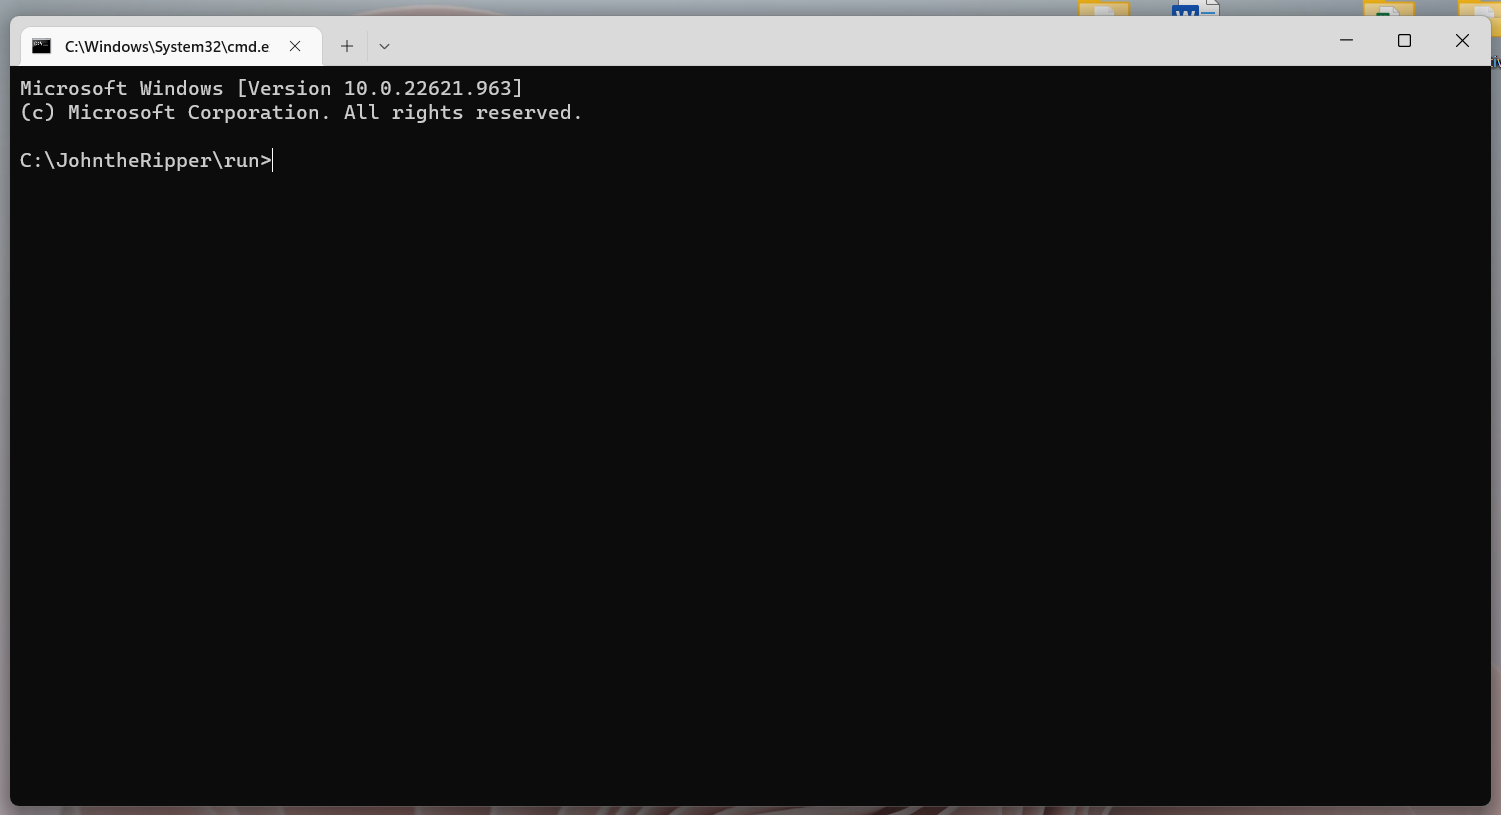 C:\Windows\System32\cmd.e
Microsoft Windows [Version 10.0.22621.963]
(c) Microsoft Corporation. All rights reserved.
C:\JohntheRipper\run>